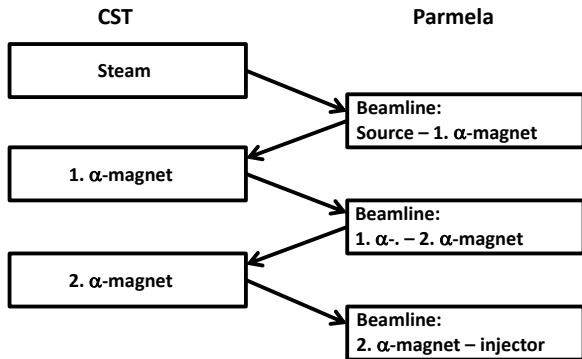 CST
Parmela
Steam
Beamline:
Source – 1. α-magnet
1. α-magnet
Beamline:
1. α-. – 2. α-magnet
2. α-magnet
Beamline:
2. α-magnet – injector